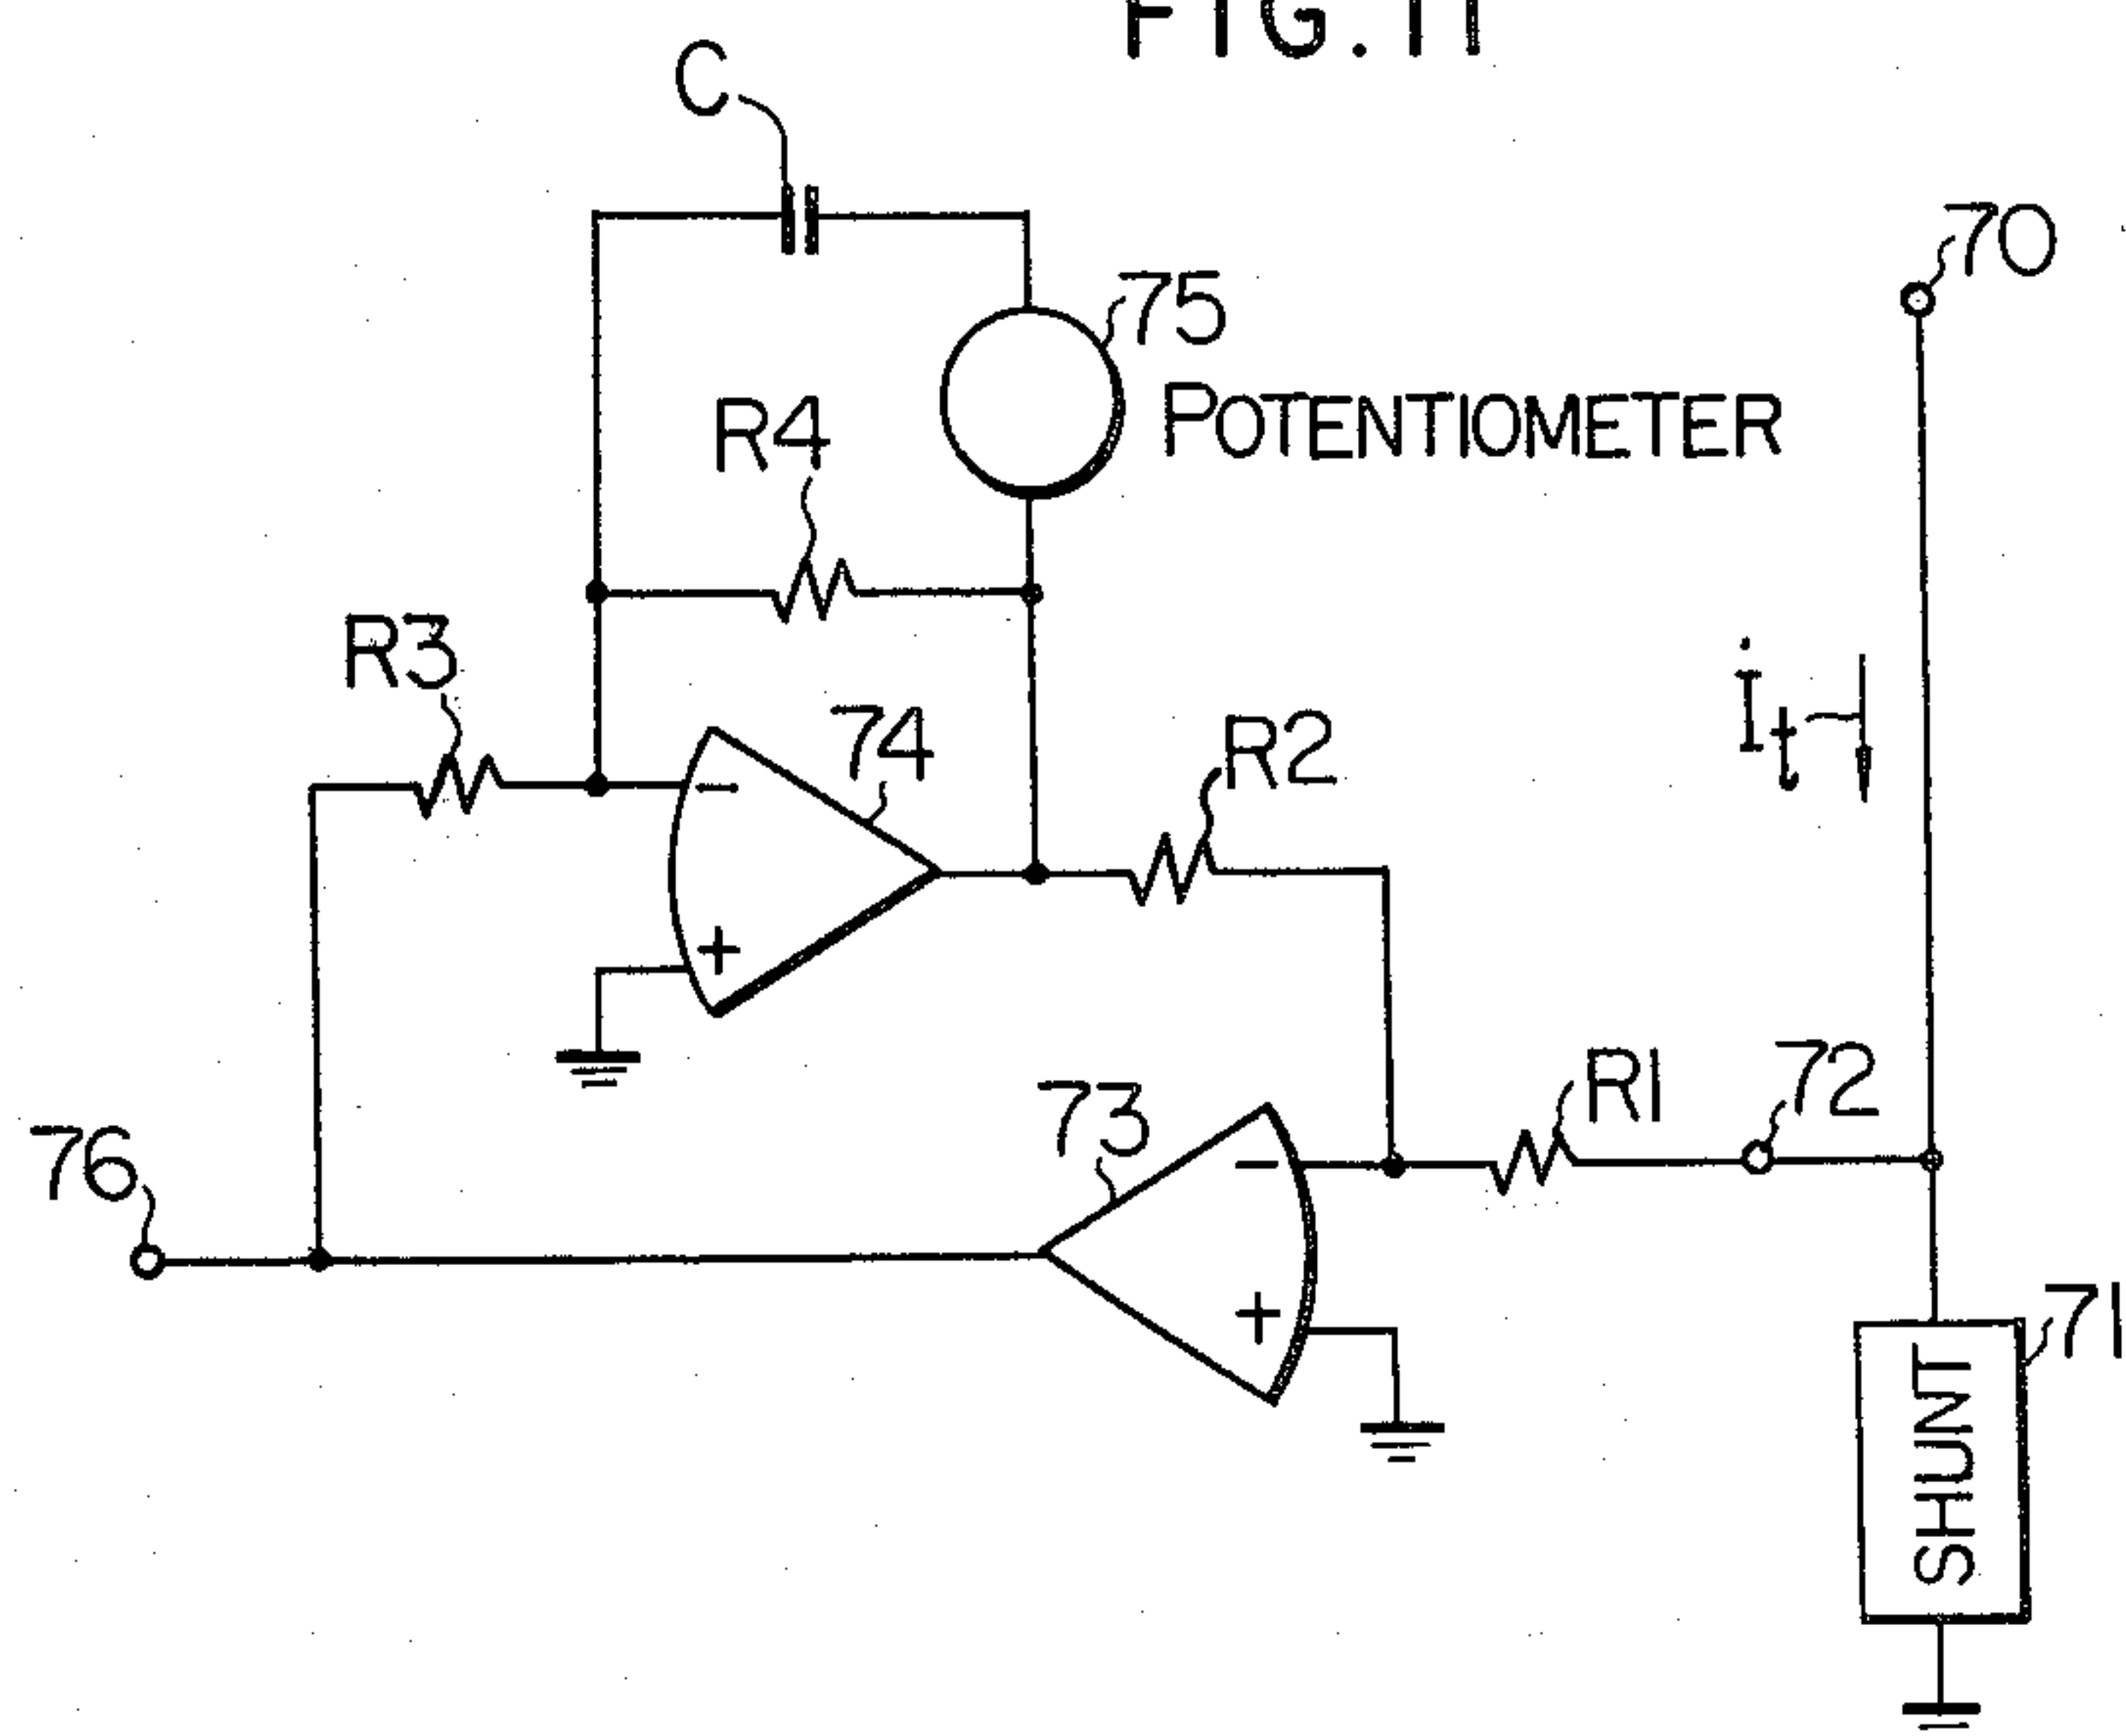 FIG. 11
C
70
75
POTENTIOMETER
R4
R3
it
74
R2
-
+
R1
72
73
76
-
+
71
SHUNT